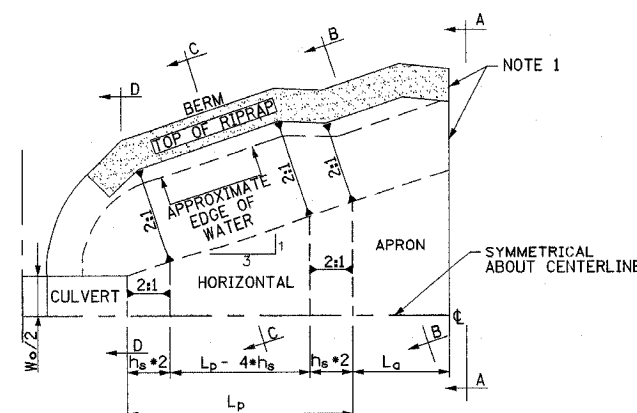 A
C
B
NOTE 1
D
BERM
TOP OF RIPRAP
2:1
2:1
2:1
APPROXIMATE
EDGE OF
WATER
1
3
APRON
SYMMETRICAL
ABOUT CENTERLINE
CULVERT
2:1
HORIZONTAL
2:1
Wo/2
C
B
℄
D
hs*2
Lp - 4*hs
hs*2
La
A
Lp